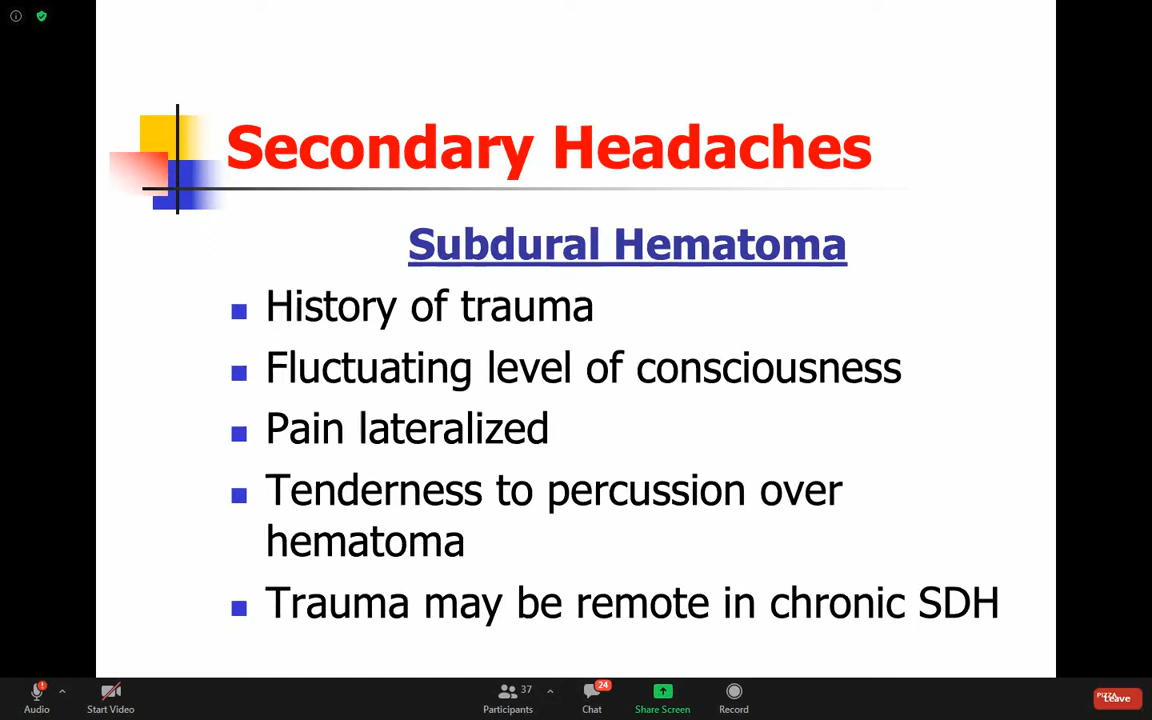 Secondary Headaches
Subdural Hematoma
History of trauma
Fluctuating level of consciousness
Pain lateralized
Tenderness to percussion over
hematoma
Trauma may be remote in chronic SDH
Audio
Start Video
Participants
37
Chat
24
Share Screen
Record
PIZZA
Leave